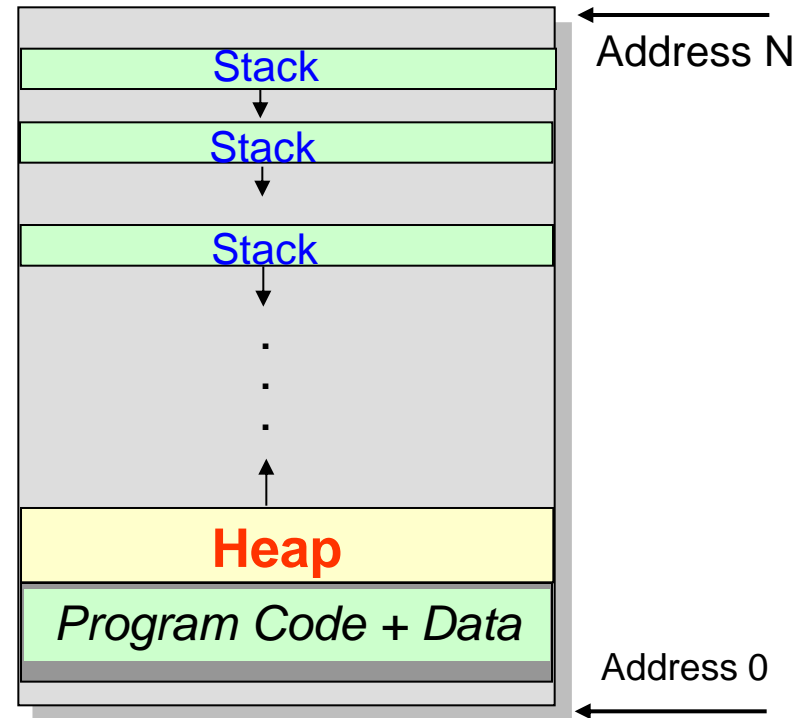 Address N
Stack
Stack
Stack
.
.
.
Heap
Program Code + Data
Address 0